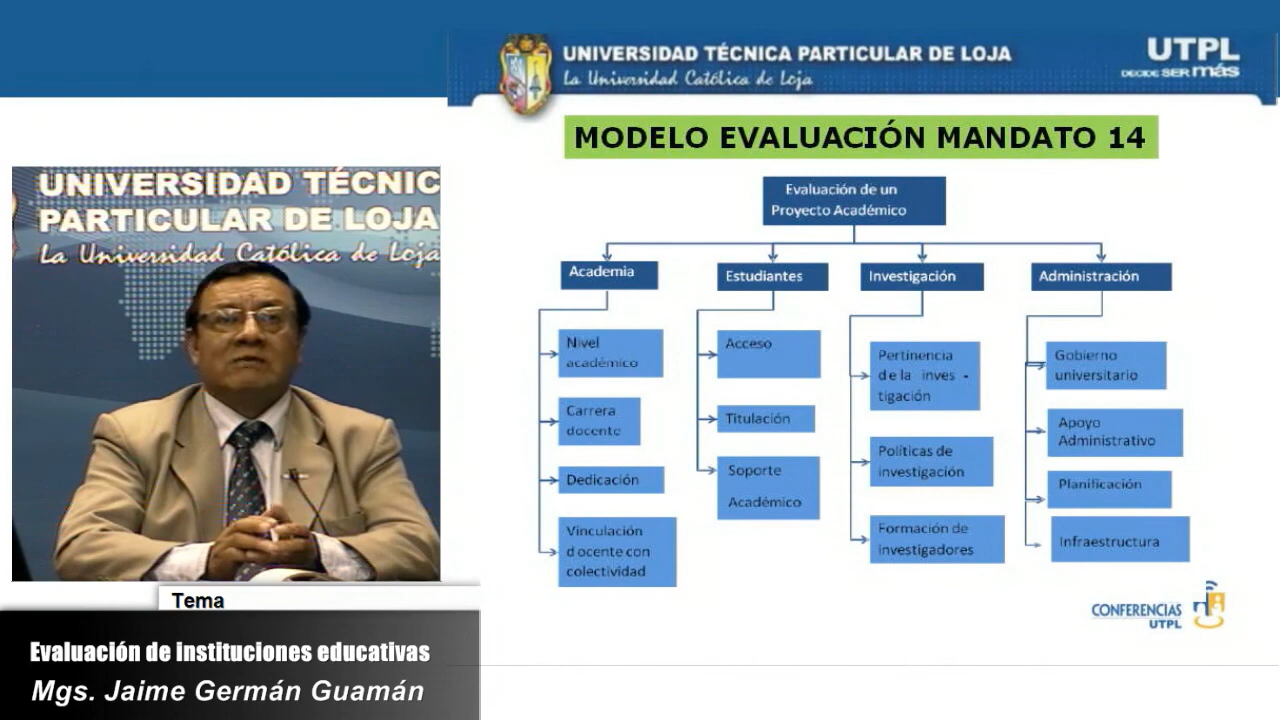 UNIVERSIDAD TÉCNICA PARTICULAR DE LOJA
La Universidad Católica de Loja
UTPL
DECIDE SER más
MODELO EVALUACIÓN MANDATO 14
UNIVERSIDAD TÉCNIC
PARTICULAR DE LOJA
La Universidad Católica de Loja
Evaluación de un
Proyecto Académico
Academia
Nivel
académico
Carrera
docente
Dedicación
Vinculación
docente con
colectividad
Estudiantes
Acceso
Titulación
Soporte
Académico
Investigación
Pertinencia
de la inves -
tigación
Políticas de
investigación
Formación de
investigadores
Administración
Gobierno
universitario
Apoyo
Administrativo
Planificación
Infraestructura
CONFERENCIAS
UTPL
Tema
Evaluación de instituciones educativas
Mgs. Jaime Germán Guamán